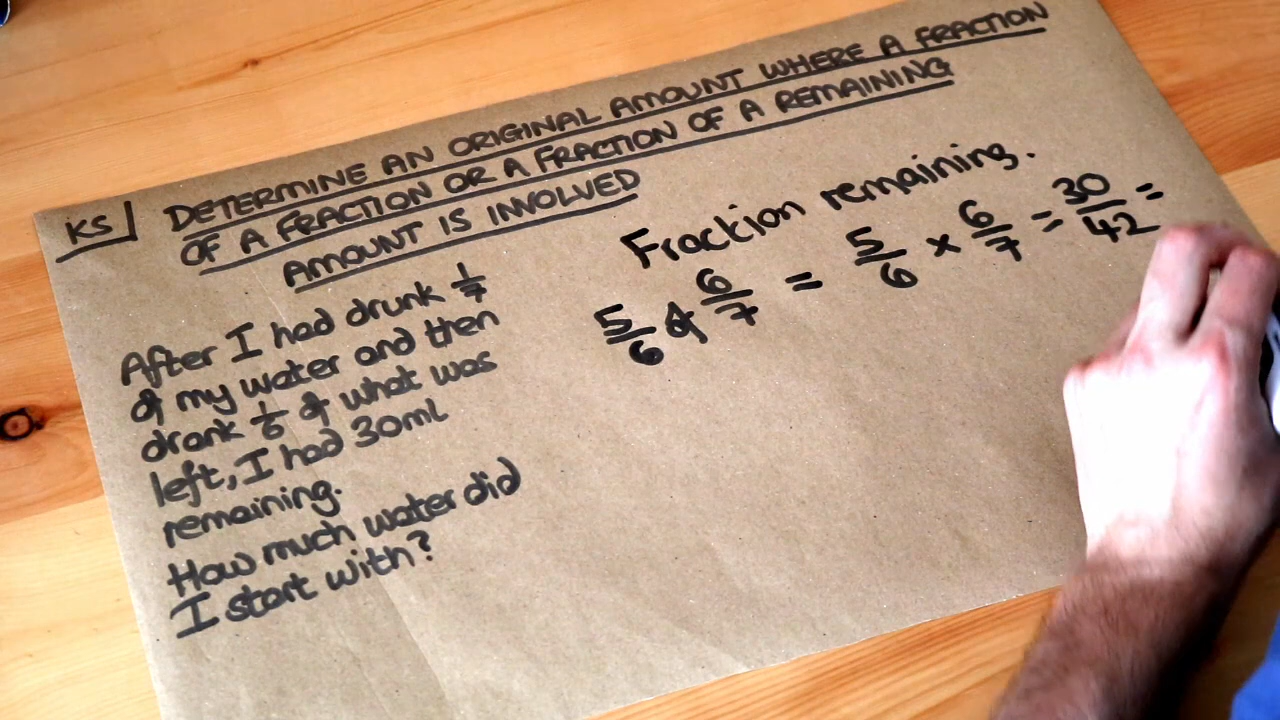 KS
DETERMINE AN ORIGINAL AMOUNT WHERE A FRACTION
OF A FRACTION OR A FRACTION OF A REMAINING
AMOUNT IS INVOLVED
After I had drunk 1/7
of my water and then
drank 1/6 of what was
left, I had 30ml
remaining.
How much water did
I start with?
Fraction remaining.
5/6 of 6/7 = 5/6 × 6/7 = 30/42 =